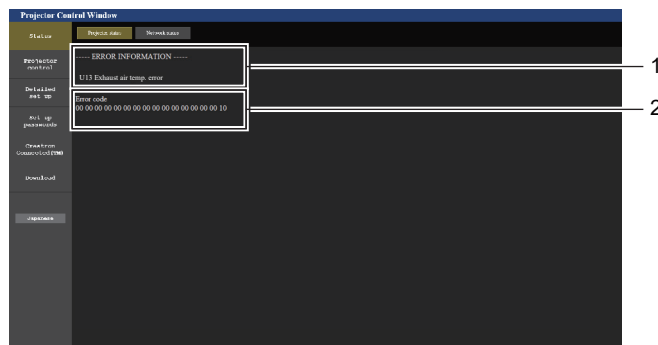 Projector Control Window
Status
Projector status Network status
Projector
control
Detailed
set up
Set up
passwords
Crestron
Connected(TM)
Download
Japanese
----- ERROR INFORMATION -----
U13 Exhaust air temp. error
Error code
00 00 00 00 00 00 00 00 00 00 00 00 00 00 00 10
1
2